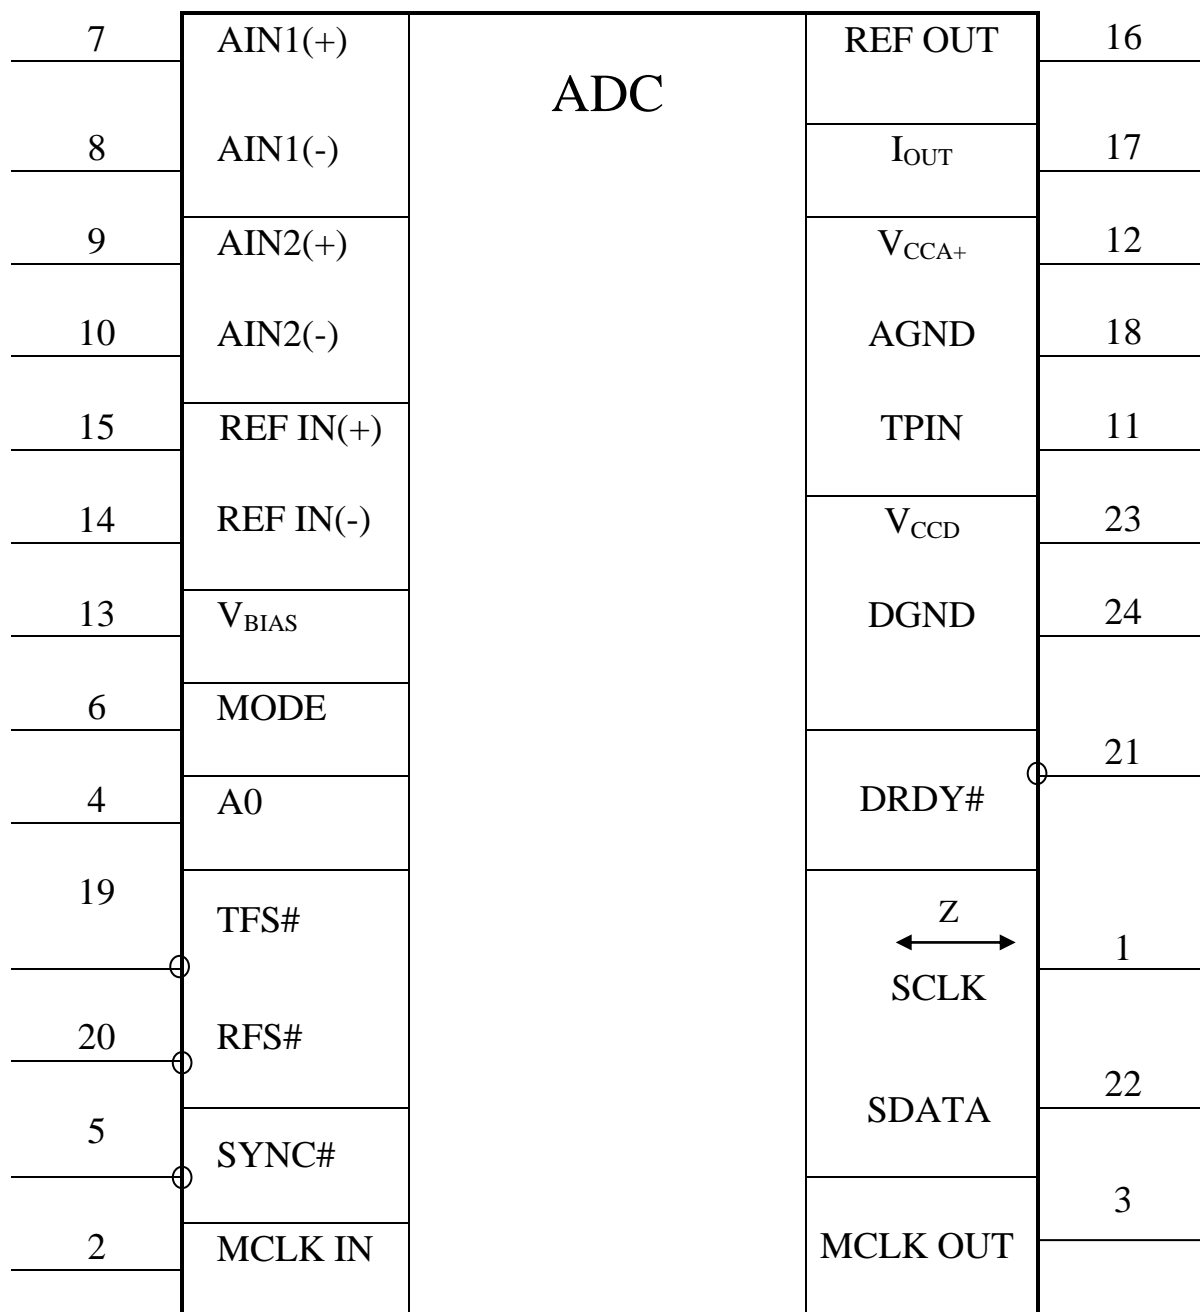 7 AIN1(+) ADC REF OUT 16
8 AIN1(-) IOUT 17
9 AIN2(+) VCCA+ 12
10 AIN2(-) AGND 18
15 REF IN(+) TPIN 11
14 REF IN(-) VCCD 23
13 VBIAS DGND 24
6 MODE
21
4 A0 DRDY#
19 TFS# Z
1
SCLK
20 RFS#
22
SDATA
5 SYNC#
3
2 MCLK IN MCLK OUT